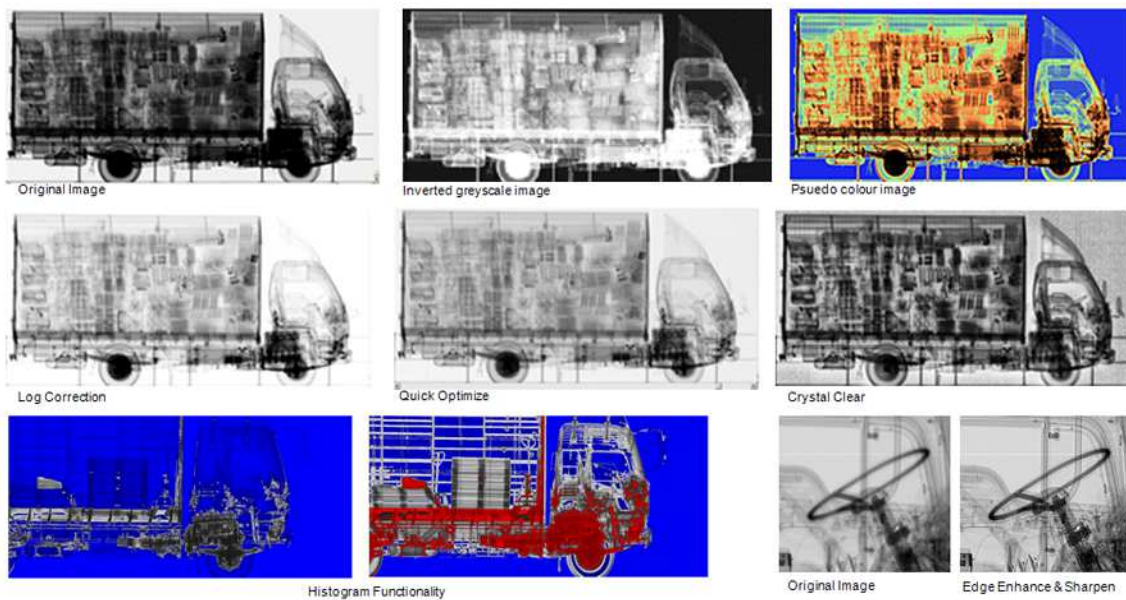 Original Image
Inverted greyscale image
Psuedo colour image
Log Correction
Quick Optimize
Crystal Clear
Histogram Functionality
Original Image
Edge Enhance & Sharpen